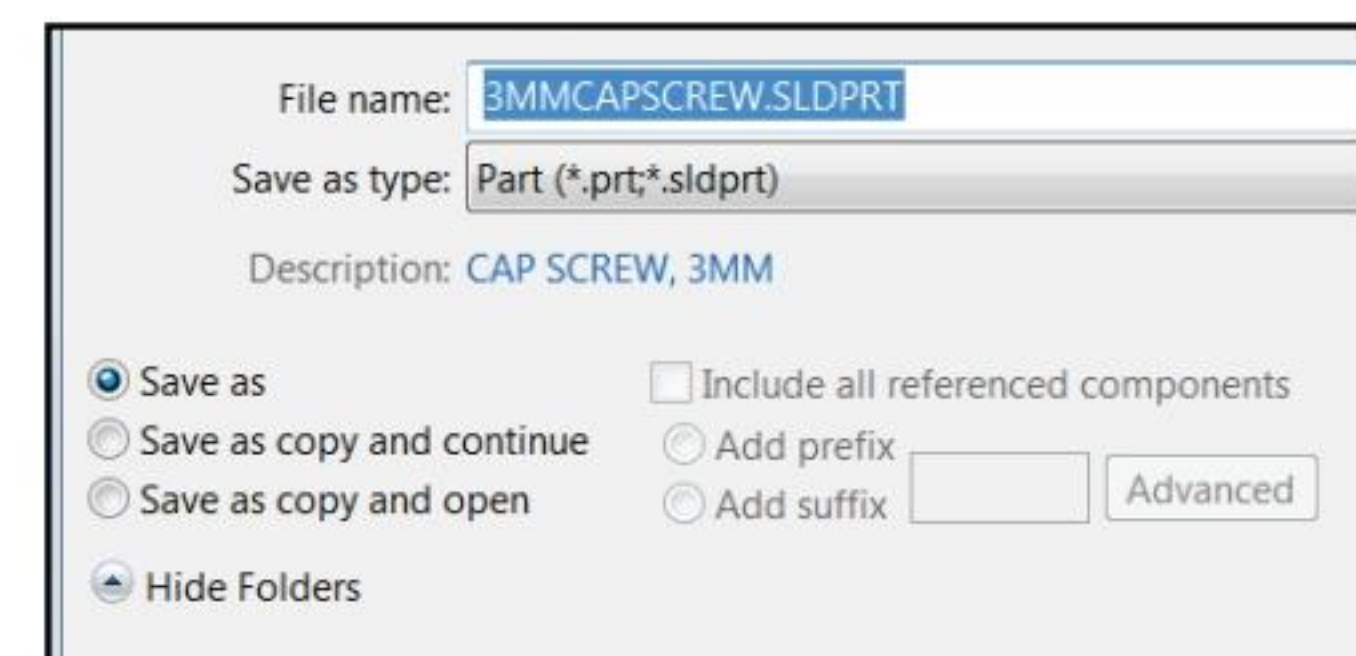 File name: 3MMCAPSCREW.SLDPRT
Save as type: Part (*.prt;*.sldprt)
Description: CAP SCREW, 3MM
Save as
Include all referenced components
Save as copy and continue
Add prefix
Save as copy and open
Add suffix
Advanced
Hide Folders